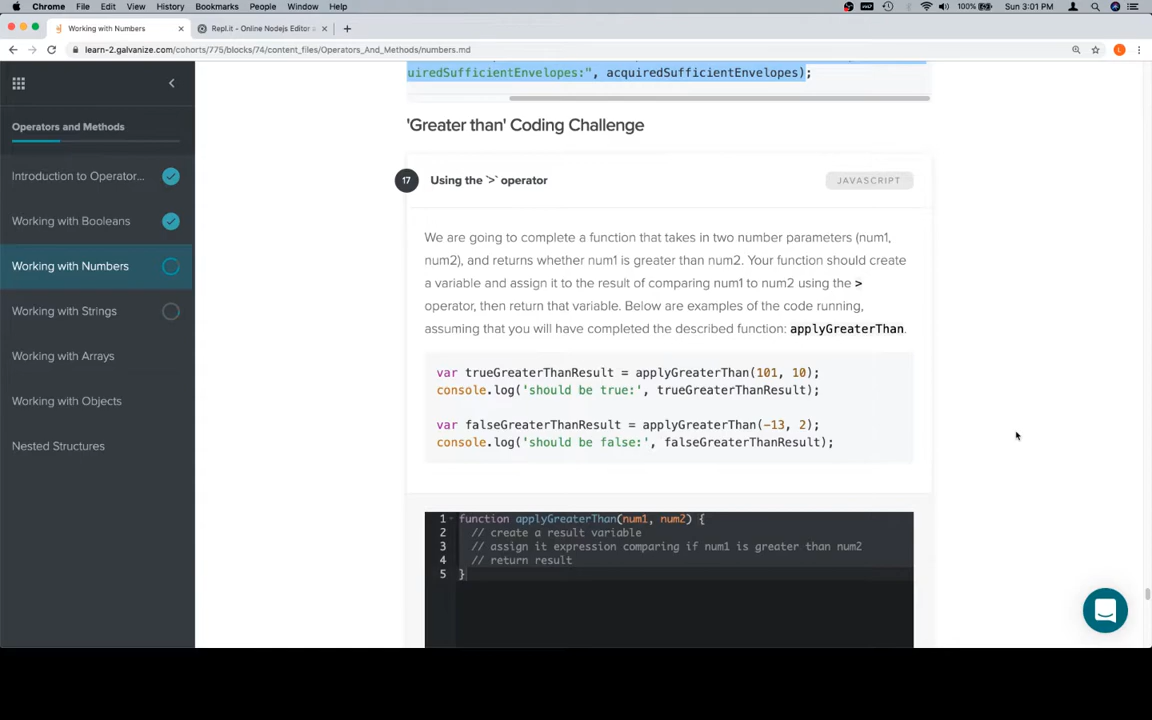 Chrome File Edit View History Bookmarks People Window Help 100% Sun 3:01 PM
Working with Numbers Repl.it - Online Nodejs Editor
learn-2.galvanize.com/cohorts/775/blocks/74/content_files/Operators_And_Methods/numbers.md
uiredSufficientEnvelopes:", acquiredSufficientEnvelopes);
Operators and Methods
Introduction to Operator...
Working with Booleans
Working with Numbers
Working with Strings
Working with Arrays
Working with Objects
Nested Structures
'Greater than' Coding Challenge
17 Using the `>` operator JAVASCRIPT
We are going to complete a function that takes in two number parameters (num1,
num2), and returns whether num1 is greater than num2. Your function should create
a variable and assign it to the result of comparing num1 to num2 using the >
operator, then return that variable. Below are examples of the code running,
assuming that you will have completed the described function: applyGreaterThan.
var trueGreaterThanResult = applyGreaterThan(101, 10);
console.log('should be true:', trueGreaterThanResult);
var falseGreaterThanResult = applyGreaterThan(-13, 2);
console.log('should be false:', falseGreaterThanResult);
1 function applyGreaterThan(num1, num2) {
2 // create a result variable
3 // assign it expression comparing if num1 is greater than num2
4 // return result
5 }